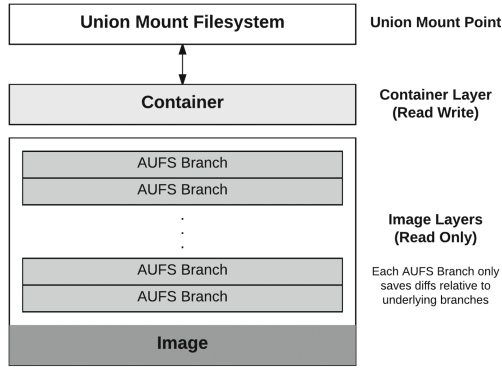 Union Mount Filesystem
Union Mount Point
Container
Container Layer
(Read Write)
AUFS Branch
AUFS Branch
.
.
.
AUFS Branch
AUFS Branch
Image Layers
(Read Only)
Each AUFS Branch only
saves diffs relative to
underlying branches
Image